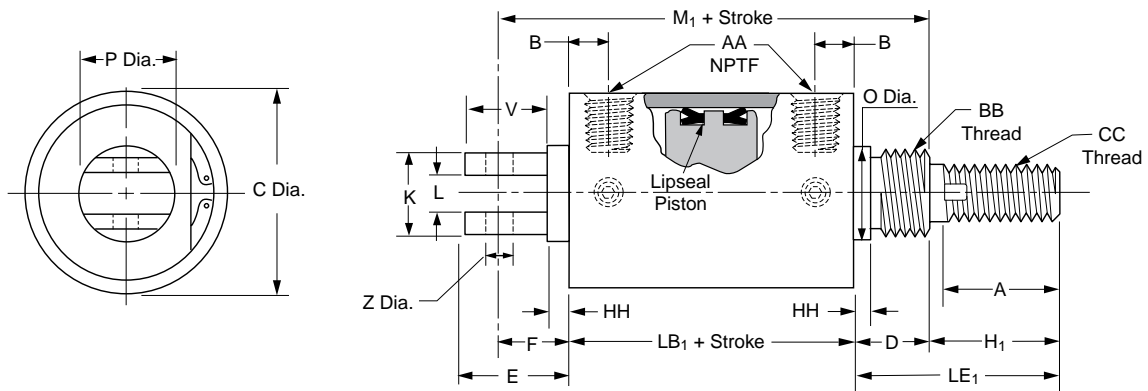 P Dia.
C Dia.
M₁ + Stroke
B
AA
NPTF
B
O Dia.
BB
Thread
CC
Thread
V
K
L
Lipseal
Piston
Z Dia.
HH
HH
A
F
LB₁ + Stroke
D
H₁
E
LE₁